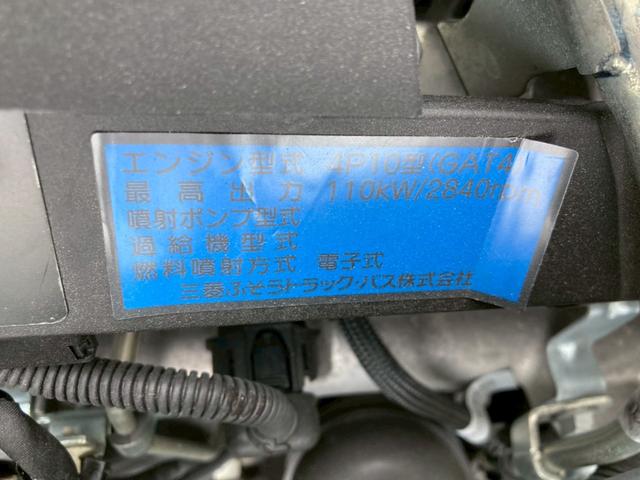 エンジン型式 4P10型(GAT4)
最高出力 110kW/2840rpm
噴射ポンプ型式
過給機型式
燃料噴射方式 電子式
三菱ふそうトラック・バス株式会社